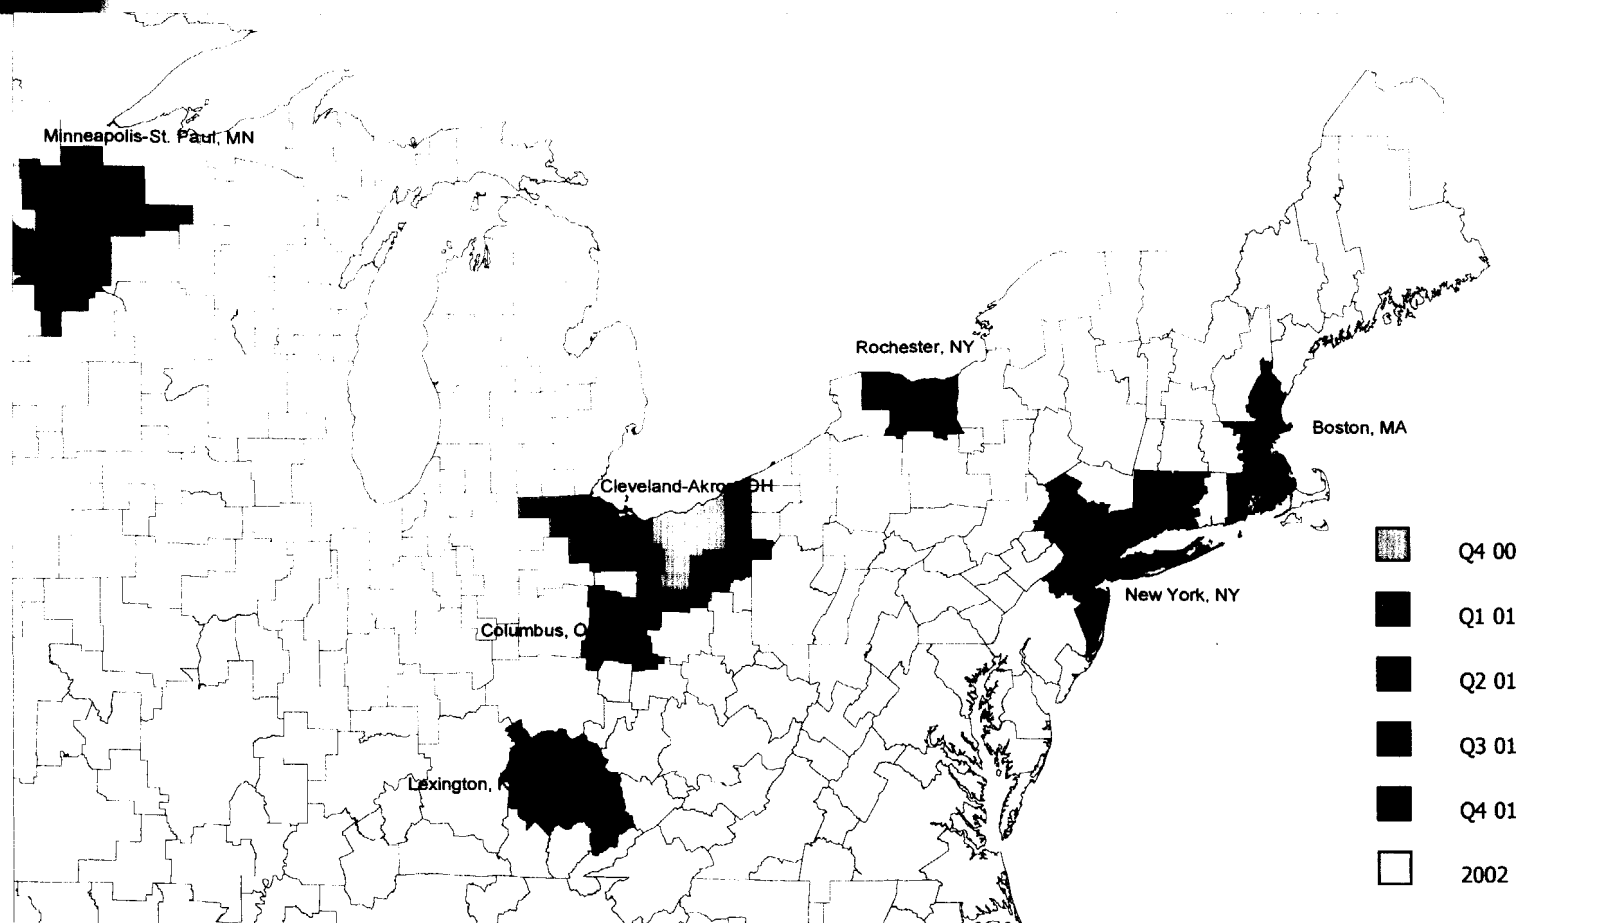 Minneapolis-St. Paul, MN
Rochester, NY
Boston, MA
Cleveland-Akro OH
New York, NY
Columbus, O
Lexington, K
Q4 00
Q1 01
Q2 01
Q3 01
Q4 01
2002